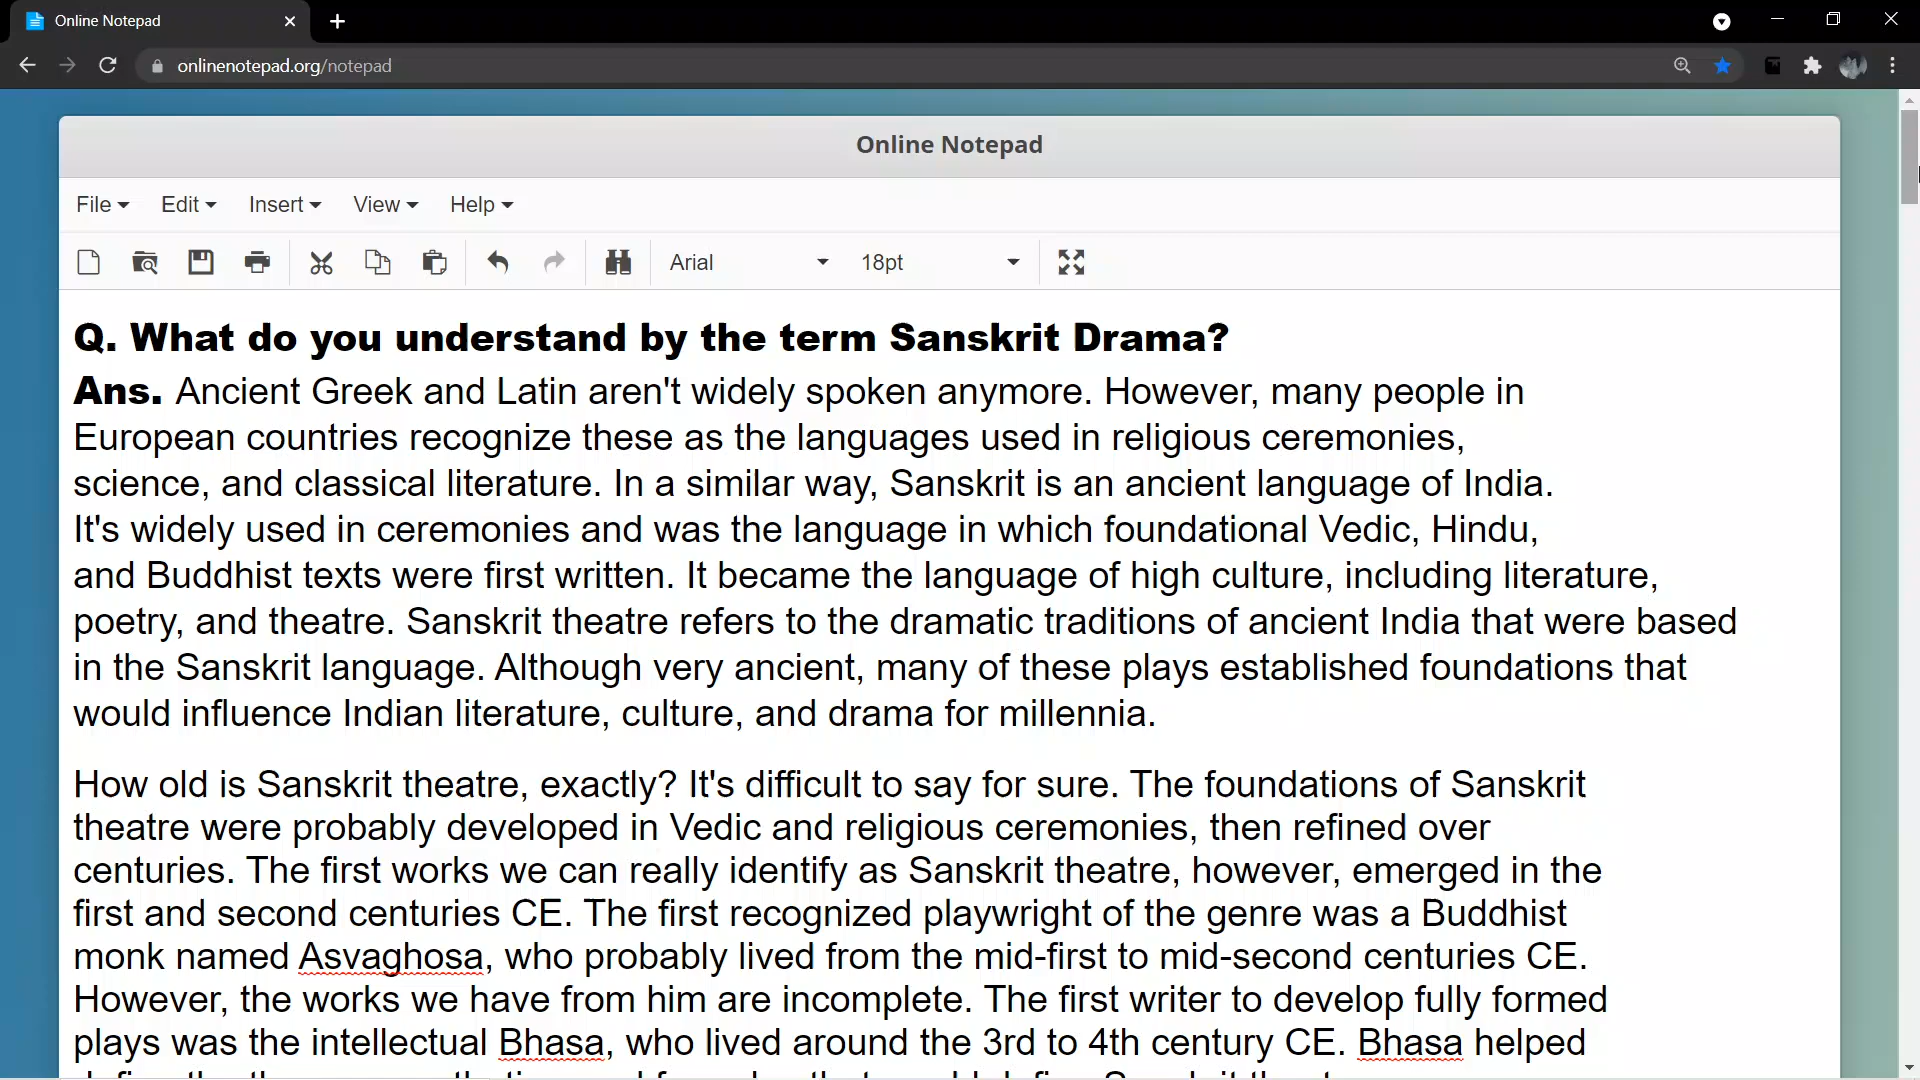 Online Notepad
onlinenotepad.org/notepad
Online Notepad
File Edit Insert View Help
Arial 18pt
Q. What do you understand by the term Sanskrit Drama?
Ans. Ancient Greek and Latin aren't widely spoken anymore. However, many people in
European countries recognize these as the languages used in religious ceremonies,
science, and classical literature. In a similar way, Sanskrit is an ancient language of India.
It's widely used in ceremonies and was the language in which foundational Vedic, Hindu,
and Buddhist texts were first written. It became the language of high culture, including literature,
poetry, and theatre. Sanskrit theatre refers to the dramatic traditions of ancient India that were based
in the Sanskrit language. Although very ancient, many of these plays established foundations that
would influence Indian literature, culture, and drama for millennia.
How old is Sanskrit theatre, exactly? It's difficult to say for sure. The foundations of Sanskrit
theatre were probably developed in Vedic and religious ceremonies, then refined over
centuries. The first works we can really identify as Sanskrit theatre, however, emerged in the
first and second centuries CE. The first recognized playwright of the genre was a Buddhist
monk named Asvaghosa, who probably lived from the mid-first to mid-second centuries CE.
However, the works we have from him are incomplete. The first writer to develop fully formed
plays was the intellectual Bhasa, who lived around the 3rd to 4th century CE. Bhasa helped